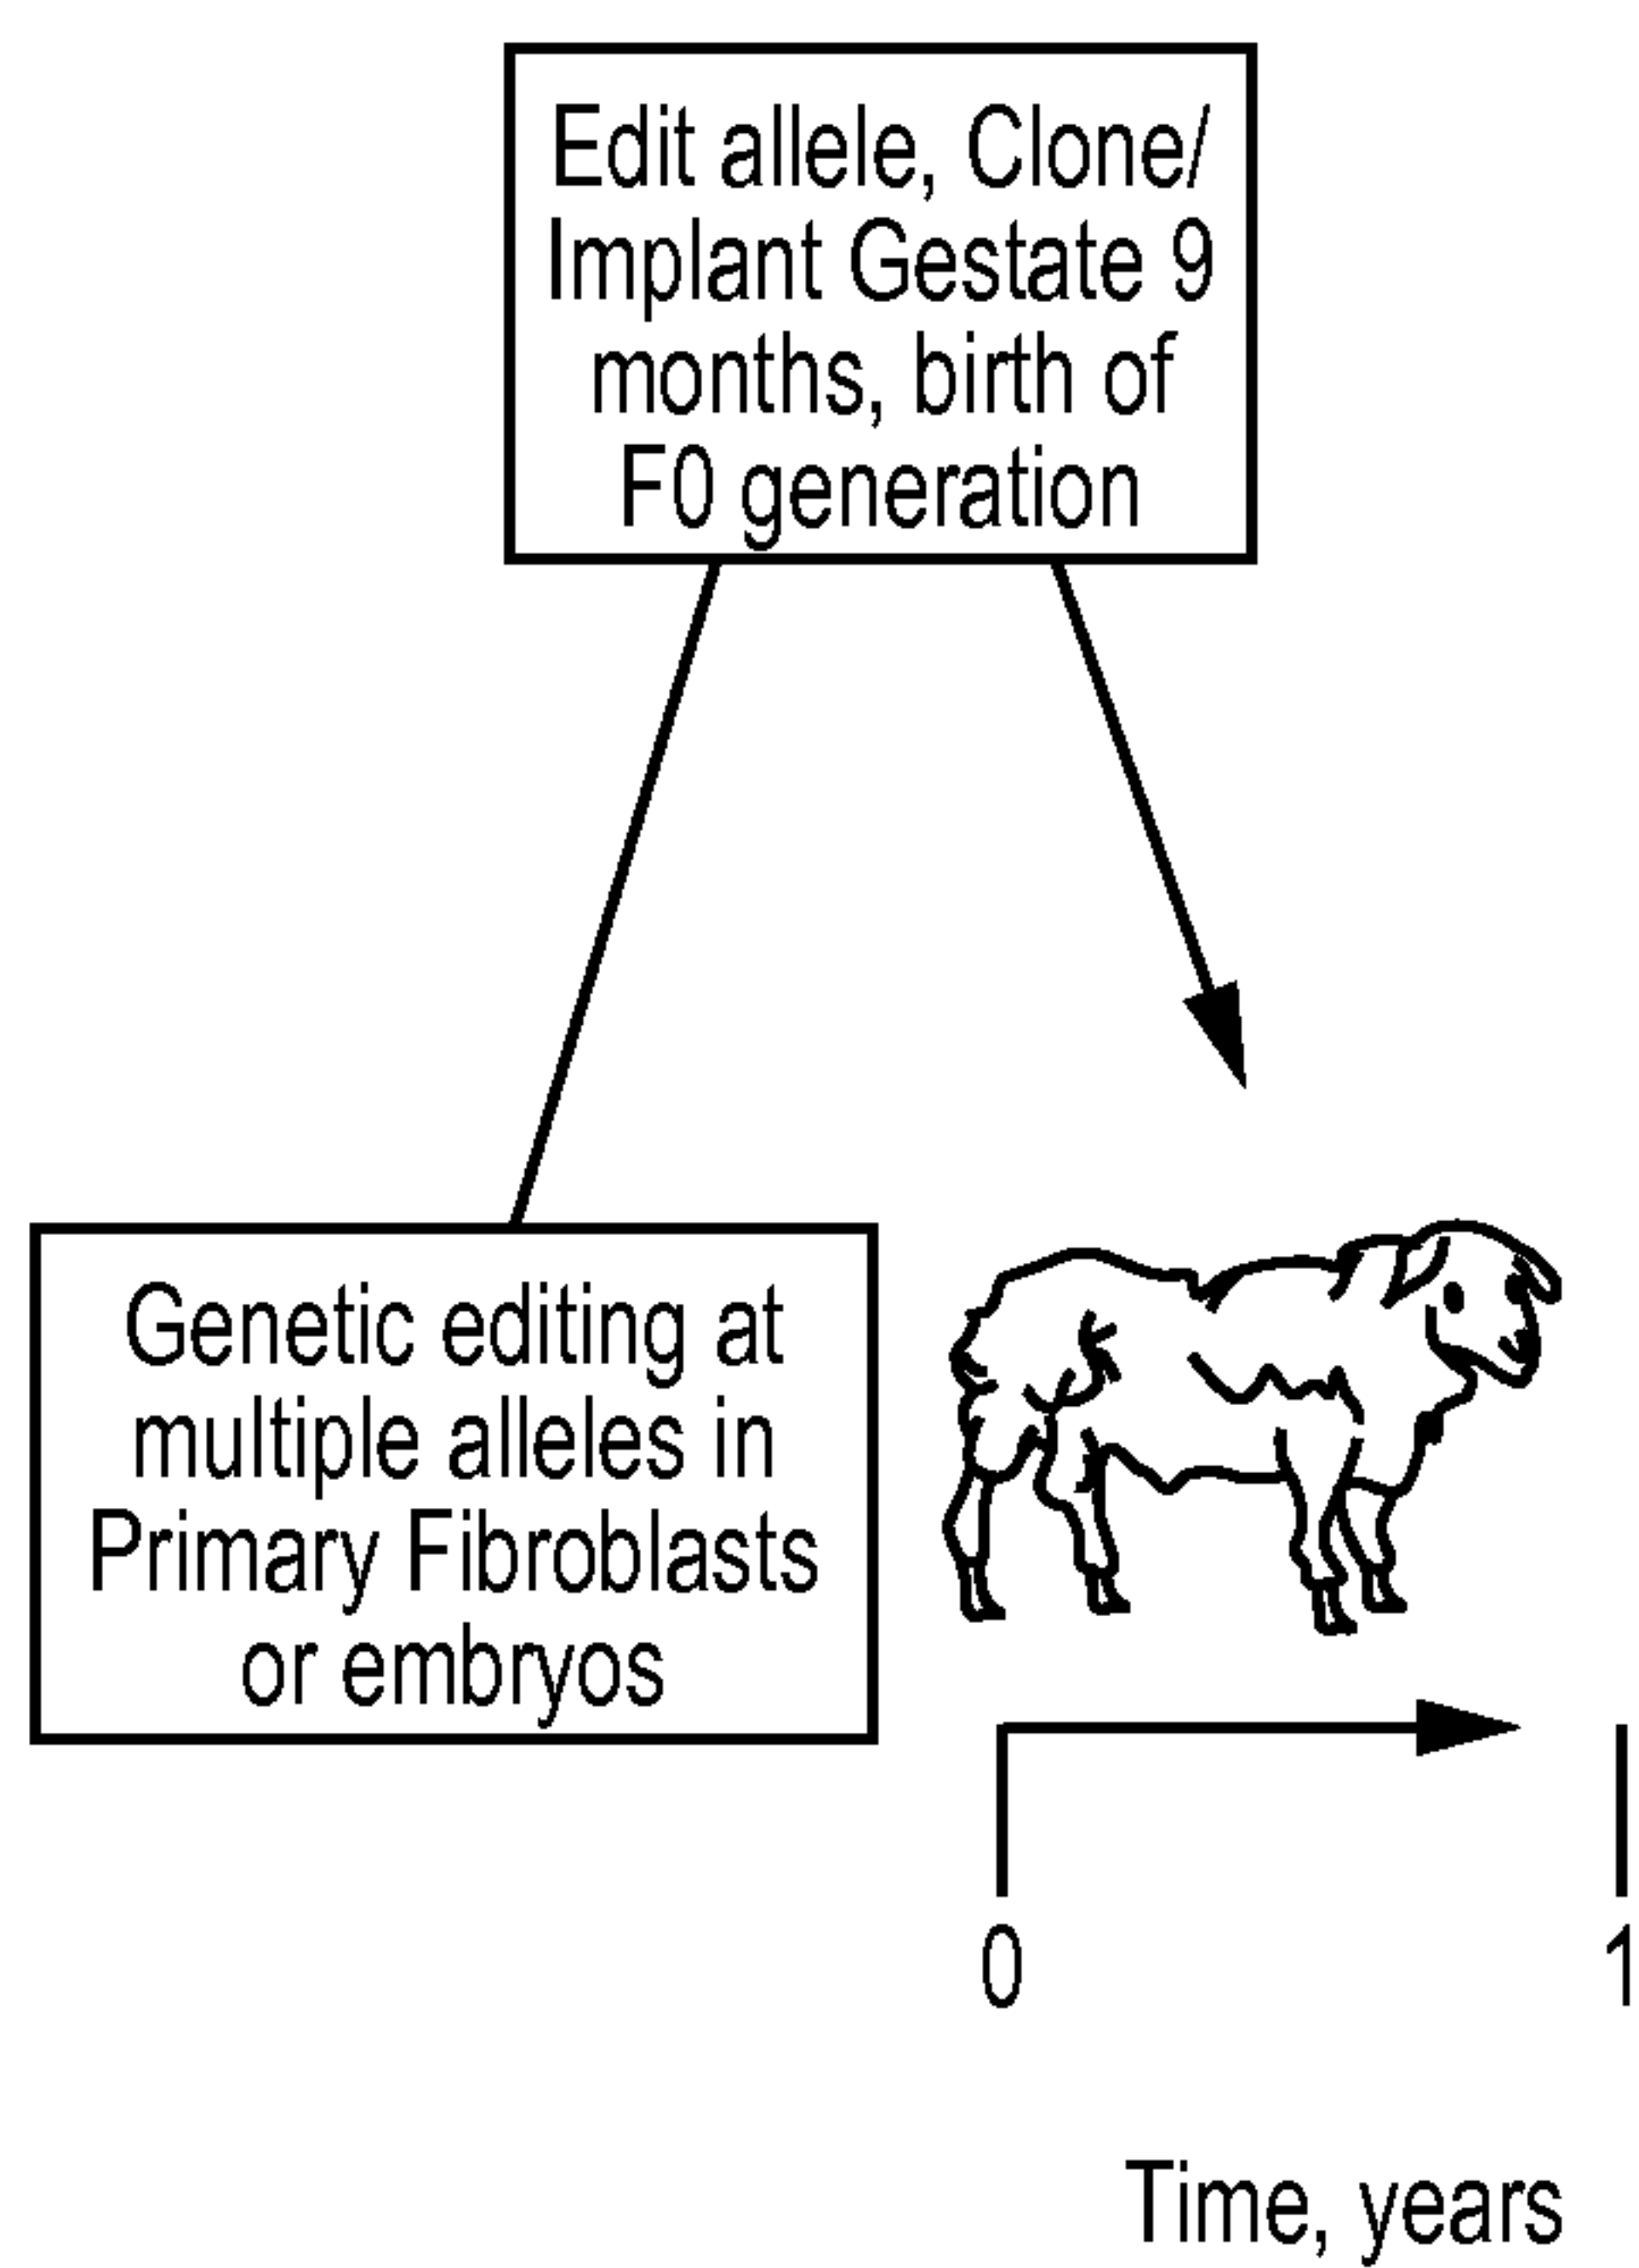 Edit allele, Clone/
Implant Gestate 9
months, birth of
F0 generation
Genetic editing at
multiple alleles in
Primary Fibroblasts
or embryos
0
1
Time, years